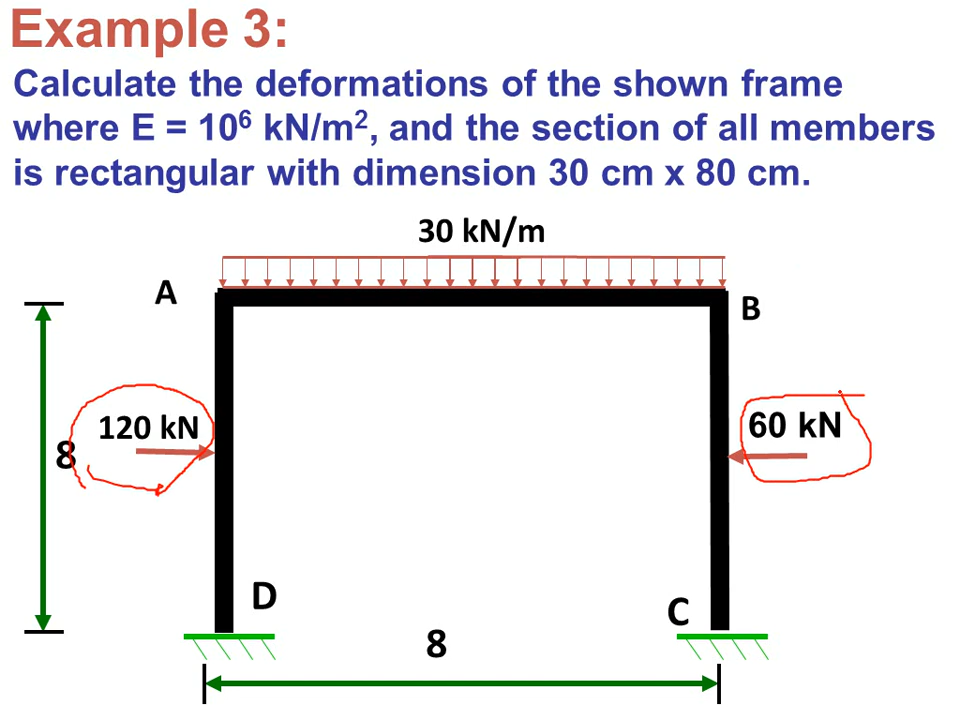 Example 3:
Calculate the deformations of the shown frame
where E = 10⁶ kN/m², and the section of all members
is rectangular with dimension 30 cm x 80 cm.
30 kN/m
A
B
120 kN
60 kN
8
D
C
8